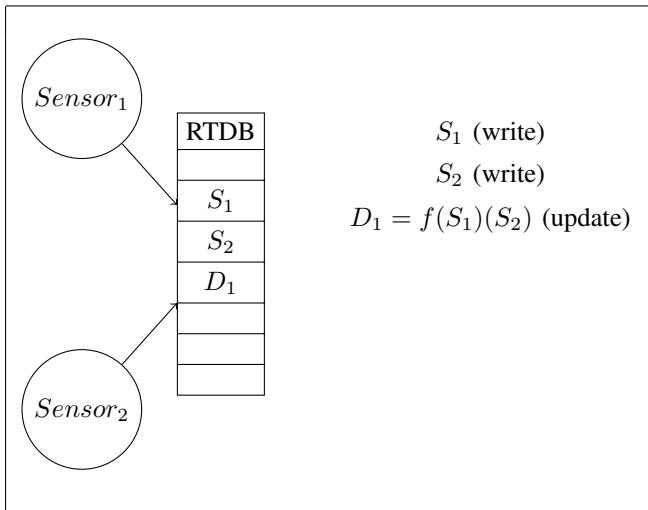 Sensor₁
RTDB
S₁
S₂
D₁
Sensor₂
S₁ (write)
S₂ (write)
D₁ = f(S₁)(S₂) (update)